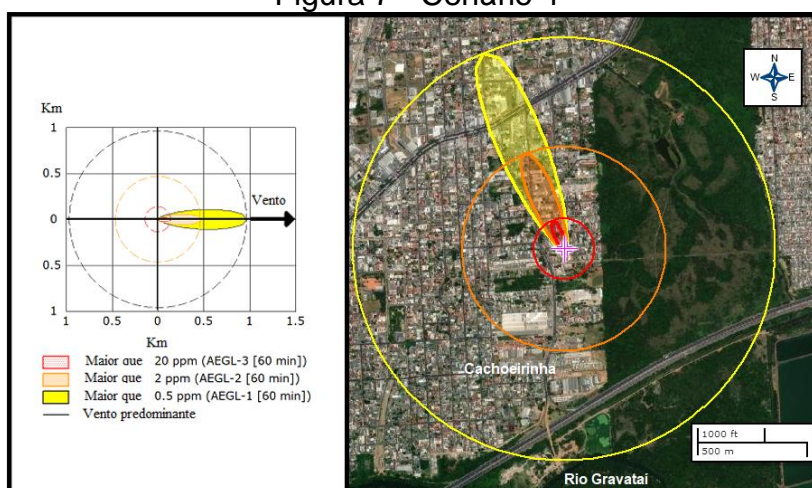 Figura 7 - Cenário 1
Km
1
0.5
0
0.5
1
Vento
1
0.5
0
0.5
1
1.5
Km
Maior que 20 ppm (AEGL-3 [60 min])
Maior que 2 ppm (AEGL-2 [60 min])
Maior que 0.5 ppm (AEGL-1 [60 min])
Vento predominante
N
W
E
S
Cachoeirinha
1000 ft
500 m
Rio Gravataí